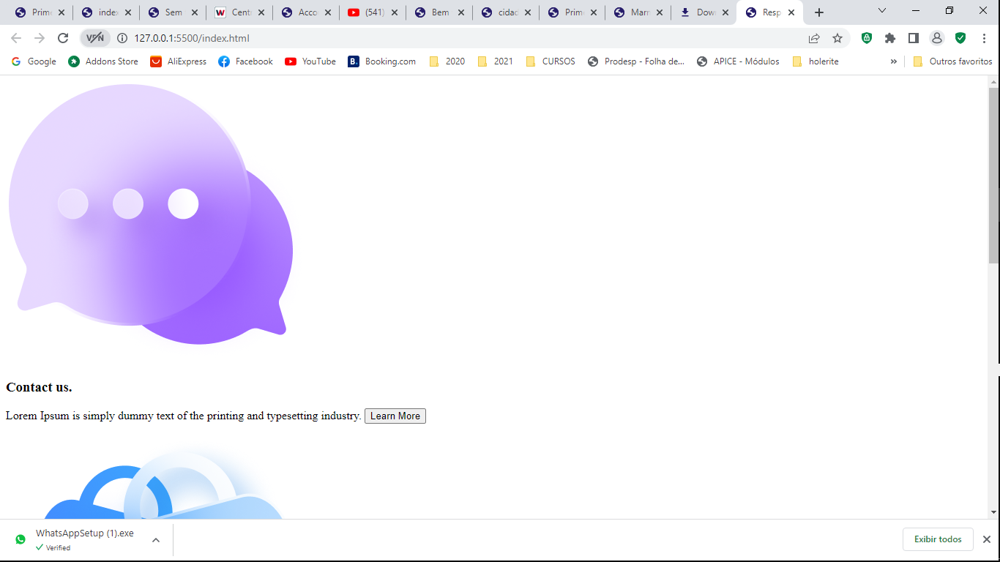 Prime index Sem Cent Acco (541) Bem cidad Prime Marr Dow Resp
VPN 127.0.0.1:5500/index.html
Google Addons Store AliExpress Facebook YouTube B. Booking.com 2020 2021 CURSOS Prodesp - Folha de... APICE - Módulos holerite » Outros favoritos
Contact us.
Lorem Ipsum is simply dummy text of the printing and typesetting industry. Learn More
WhatsAppSetup (1).exe
Verified
Exibir todos